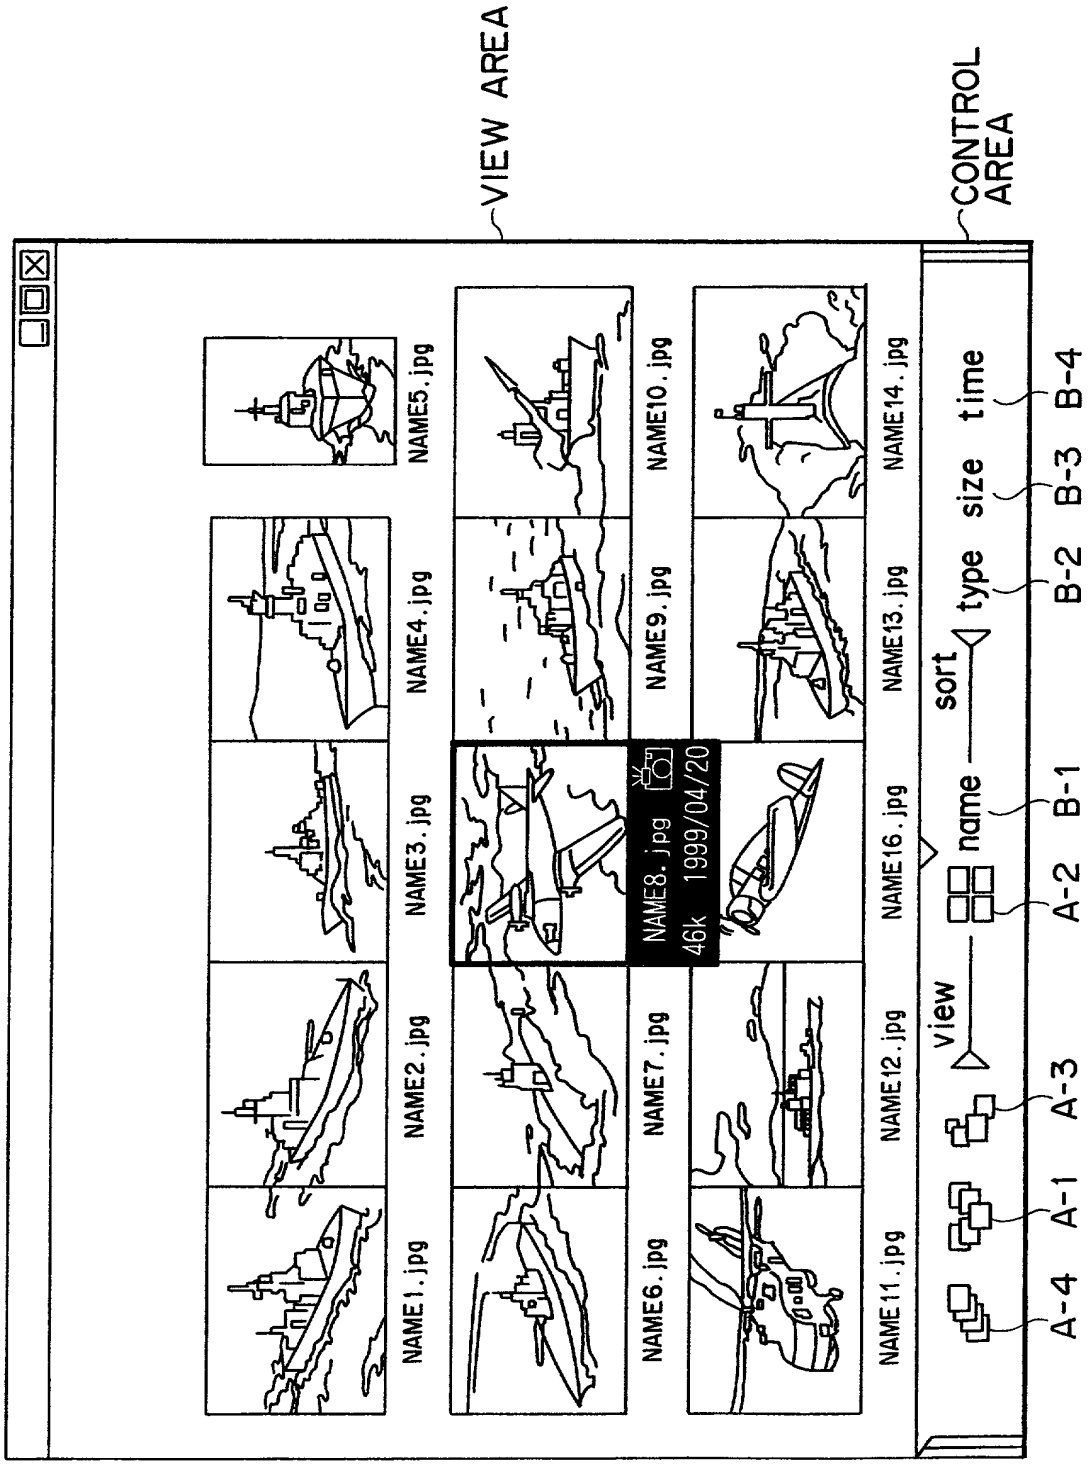 NAME1.jpg NAME2.jpg NAME3.jpg NAME4.jpg NAME5.jpg
VIEW AREA
NAME6.jpg NAME7.jpg NAME8.jpg NAME9.jpg NAME10.jpg
46k 1999/04/20
NAME11.jpg NAME12.jpg NAME16.jpg NAME13.jpg NAME14.jpg
CONTROL
AREA
view sort
name type size time
A-4 A-1 A-3 A-2 B-1 B-2 B-3 B-4